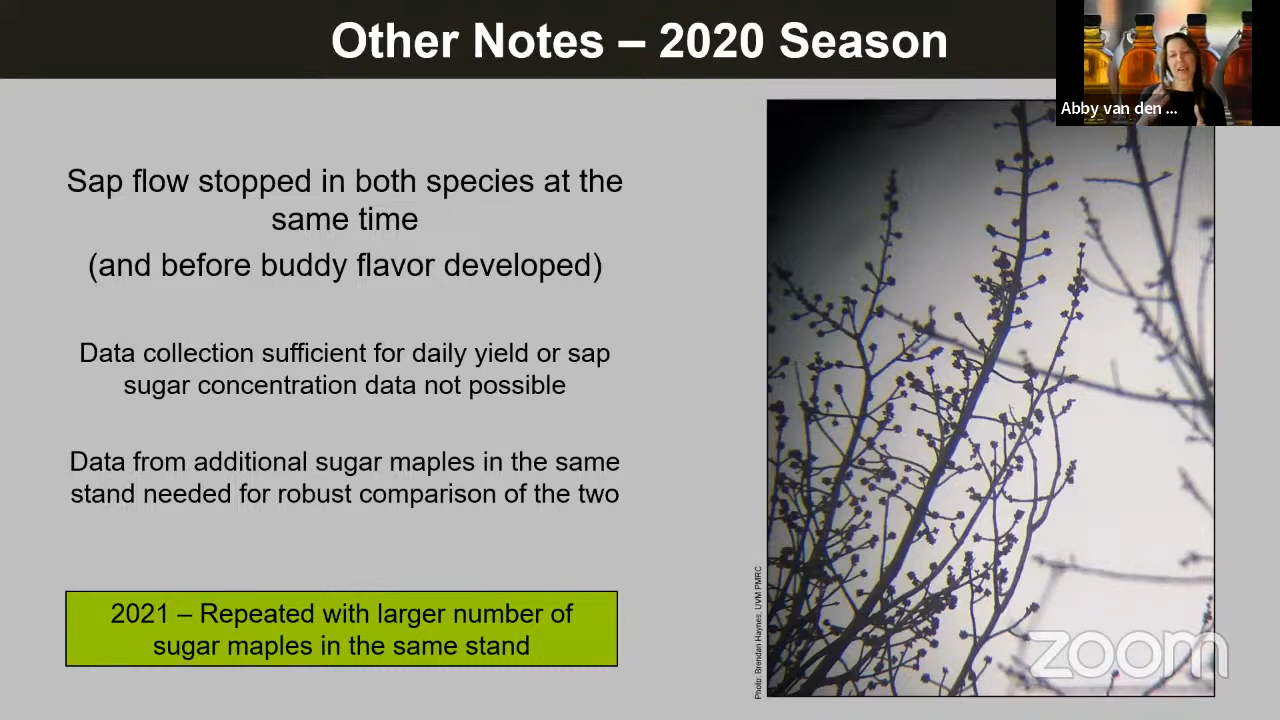 Other Notes – 2020 Season
Abby van den ...
Sap flow stopped in both species at the
same time
(and before buddy flavor developed)
Data collection sufficient for daily yield or sap
sugar concentration data not possible
Data from additional sugar maples in the same
stand needed for robust comparison of the two
2021 – Repeated with larger number of
sugar maples in the same stand
Photo: Brendan Haynes; UVM PMRC
zoom